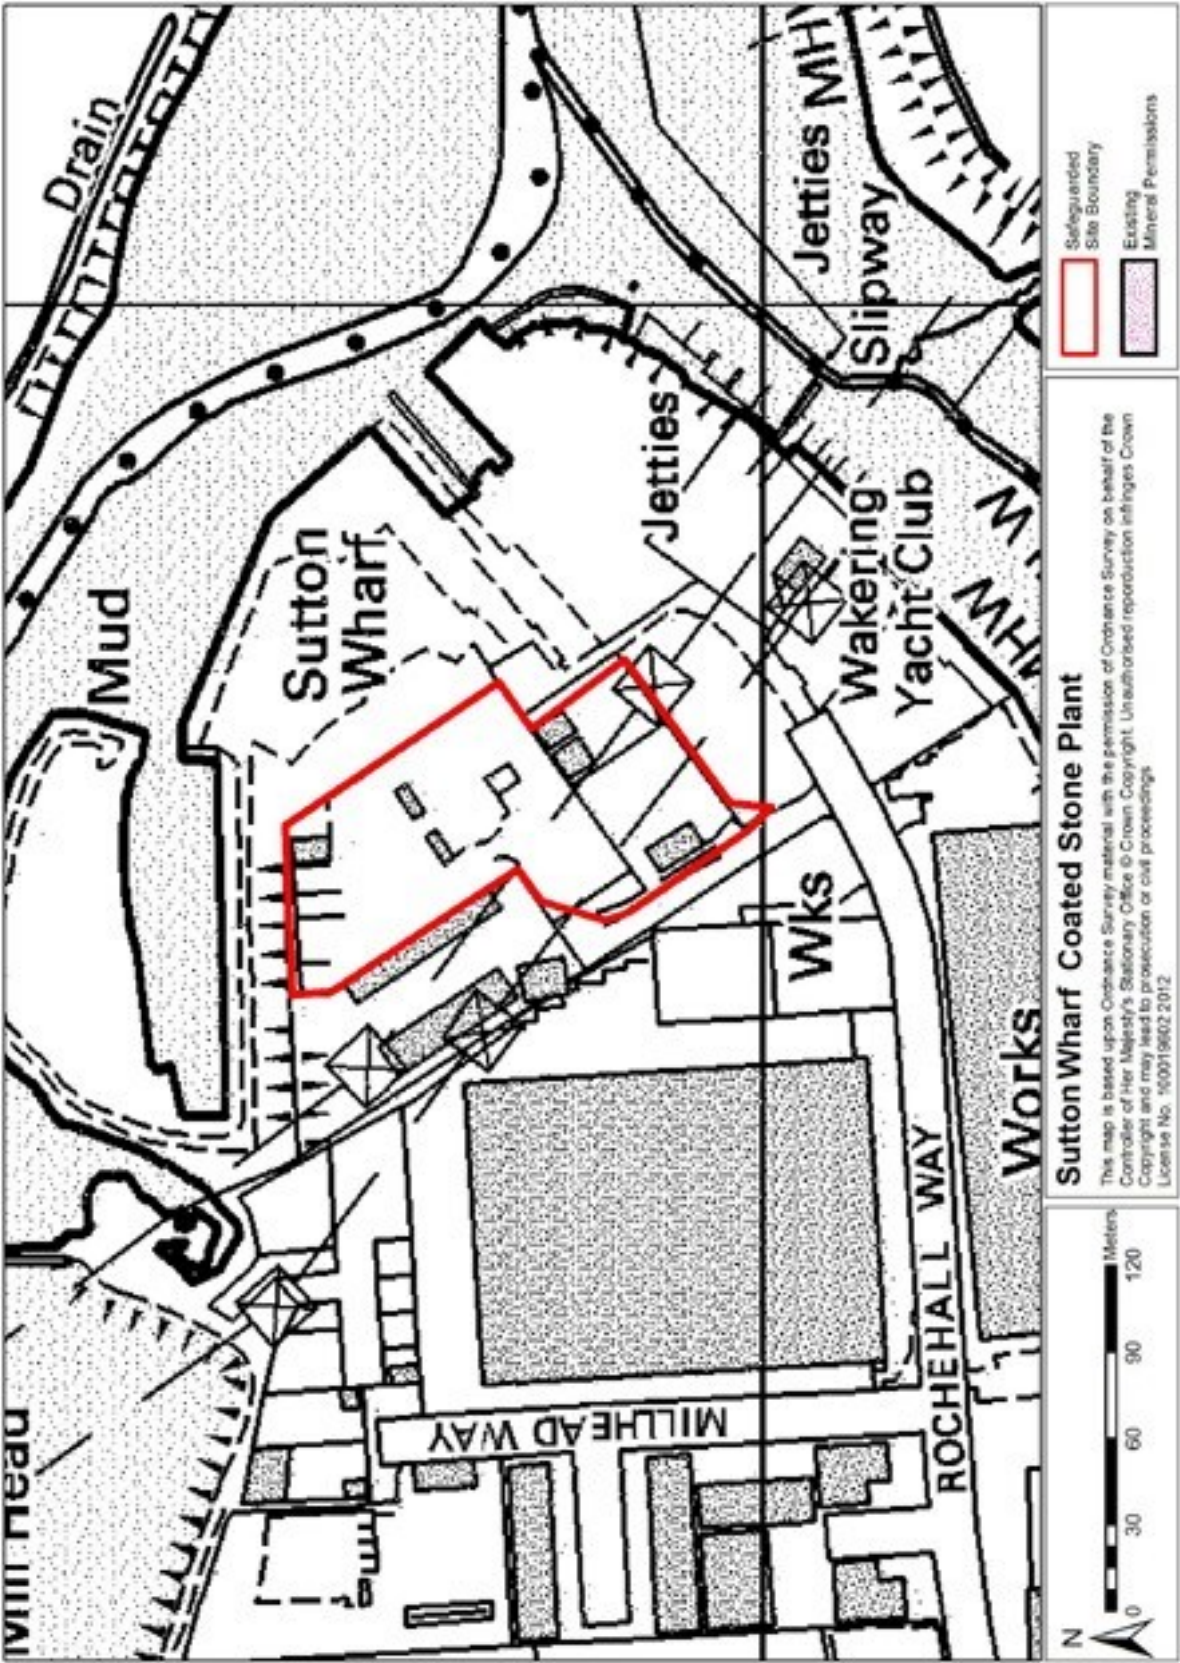 Drain
Mud
Sutton
Wharf
Jetties
Jetties
MH
Slipway
Wakering
Yacht Club
MHW
W
Wks
Works
Mill Head
MILLHEAD WAY
ROCHEHALL WAY
N
0 30 60 90 120
Meters
Sutton Wharf Coated Stone Plant
This map is based upon Ordnance Survey material with the permission of Ordnance Survey on behalf of the
Controller of Her Majesty's Stationary Office © Crown Copyright. Unauthorised reporduction infringes Crown
Copyright and may lead to prosecution or civil proceedings
License No. 100019602 2012
Safeguarded
Site Boundary
Existing
Mineral Permissions